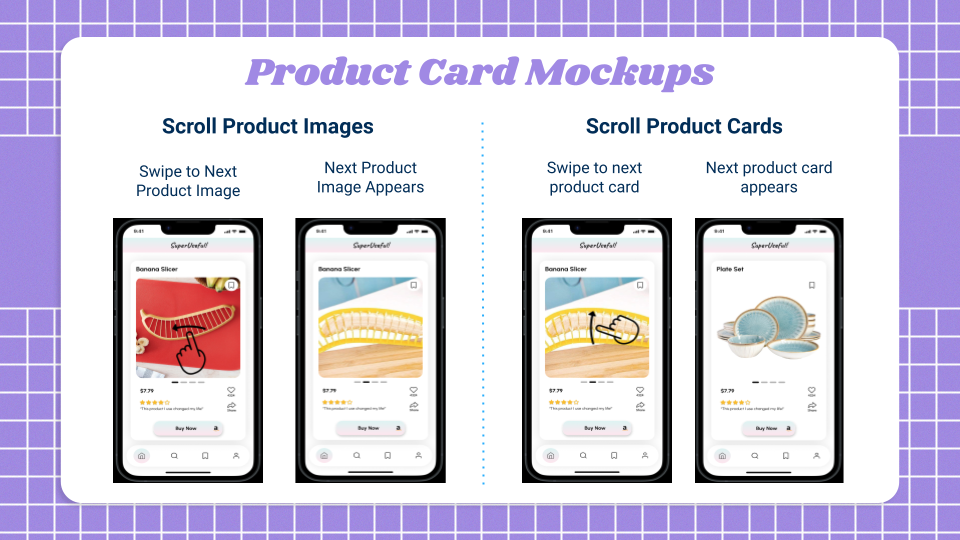 Product Card Mockups
Scroll Product Images
Swipe to Next
Product Image
Next Product
Image Appears
Scroll Product Cards
Swipe to next
product card
Next product card
appears
9:41
SuperUsefull
Banana Slicer
$7.79
"This product I use changed my life"
Buy Now
9:41
SuperUsefull
Banana Slicer
$7.79
"This product I use changed my life"
Buy Now
9:41
SuperUsefull
Banana Slicer
$7.79
"This product I use changed my life"
Buy Now
9:41
SuperUsefull
Plate Set
$7.79
"This product I use changed my life"
Buy Now